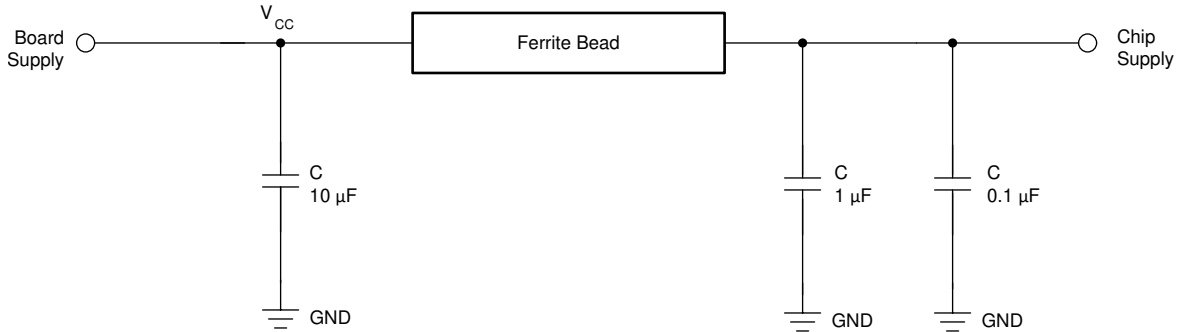 V CC
Board
Supply
Ferrite Bead
Chip
Supply
C
10 µF
C
1 µF
C
0.1 µF
GND
GND
GND